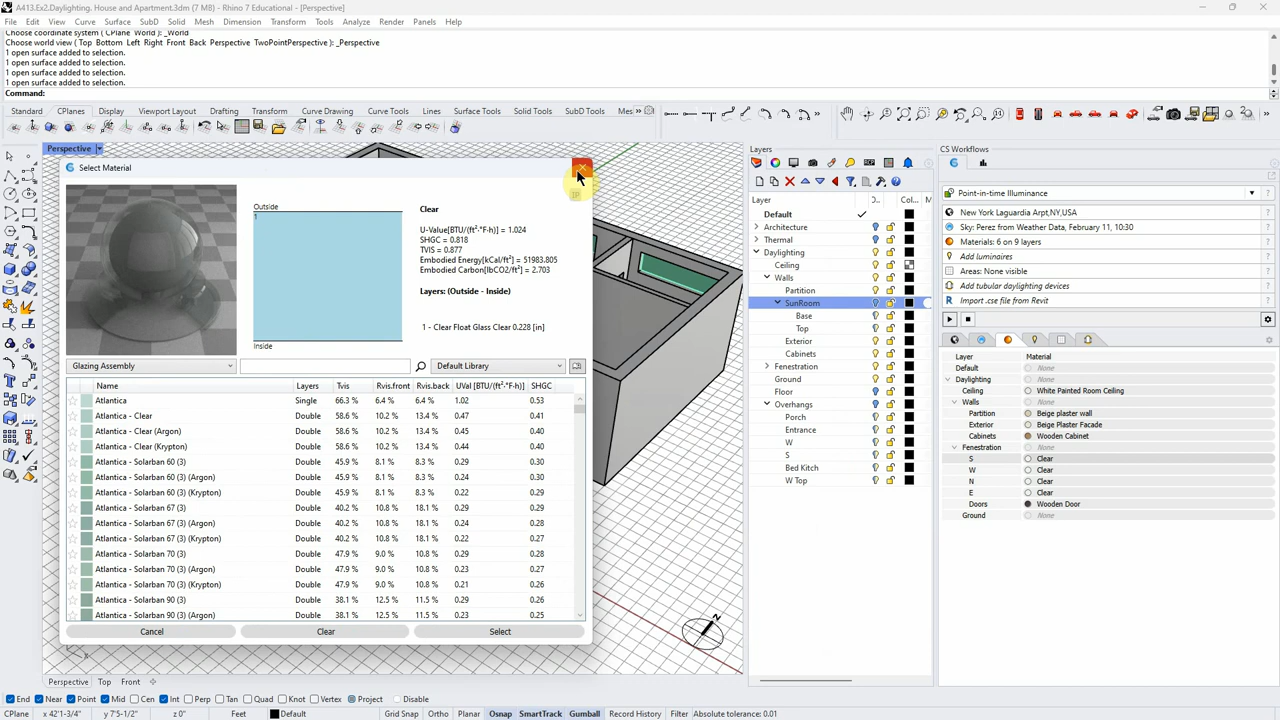 A413.Ex2.Daylighting. House and Apartment.3dm (7 MB) - Rhino 7 Educational - [Perspective]
File Edit View Curve Surface SubD Solid Mesh Dimension Transform Tools Analyze Render Panels Help
Choose coordinate system ( CPlane World ): _World
Choose world view ( Top Bottom Left Right Front Back Perspective TwoPointPerspective ): _Perspective
1 open surface added to selection.
1 open surface added to selection.
1 open surface added to selection.
1 open surface added to selection.
Command:
Standard CPlanes Display Viewport Layout Drafting Transform Curve Drawing Curve Tools Lines Surface Tools Solid Tools SubD Tools Mes »
Perspective
Select Material
Outside
1
Inside
Clear
U-Value[BTU/(ft²·°F·h)] = 1.024
SHGC = 0.818
TVIS = 0.877
Embodied Energy[kCal/ft²] = 51983.805
Embodied Carbon[lbCO2/ft²] = 2.703
Layers: (Outside - Inside)
1 - Clear Float Glass Clear 0.228 [in]
Glazing Assembly Default Library
Name Layers Tvis Rvis.front Rvis.back UVal [BTU/(ft²·°F·h)] SHGC
Atlantica Single 66.3 % 6.4 % 6.4 % 1.02 0.53
Atlantica - Clear Double 58.6 % 10.2 % 13.4 % 0.47 0.41
Atlantica - Clear (Argon) Double 58.6 % 10.2 % 13.4 % 0.45 0.40
Atlantica - Clear (Krypton) Double 58.6 % 10.2 % 13.4 % 0.44 0.40
Atlantica - Solarban 60 (3) Double 45.9 % 8.1 % 8.3 % 0.29 0.30
Atlantica - Solarban 60 (3) (Argon) Double 45.9 % 8.1 % 8.3 % 0.24 0.30
Atlantica - Solarban 60 (3) (Krypton) Double 45.9 % 8.1 % 8.3 % 0.22 0.29
Atlantica - Solarban 67 (3) Double 40.2 % 10.8 % 18.1 % 0.29 0.29
Atlantica - Solarban 67 (3) (Argon) Double 40.2 % 10.8 % 18.1 % 0.24 0.28
Atlantica - Solarban 67 (3) (Krypton) Double 40.2 % 10.8 % 18.1 % 0.22 0.27
Atlantica - Solarban 70 (3) Double 47.9 % 9.0 % 10.8 % 0.29 0.28
Atlantica - Solarban 70 (3) (Argon) Double 47.9 % 9.0 % 10.8 % 0.23 0.27
Atlantica - Solarban 70 (3) (Krypton) Double 47.9 % 9.0 % 10.8 % 0.21 0.26
Atlantica - Solarban 90 (3) Double 38.1 % 12.5 % 11.5 % 0.29 0.26
Atlantica - Solarban 90 (3) (Argon) Double 38.1 % 12.5 % 11.5 % 0.23 0.25
Cancel Clear Select
Layers
Layer Col... M
Default
Architecture
Thermal
Daylighting
Ceiling
Walls
Partition
SunRoom
Base
Top
Exterior
Cabinets
Fenestration
Ground
Floor
Overhangs
Porch
Entrance
W
S
Bed Kitch
W Top
CS Workflows
Point-in-time Illuminance ?
New York Laguardia Arpt,NY,USA ?
Sky: Perez from Weather Data, February 11, 10:30 ?
Materials: 6 on 9 layers ?
Add luminaires ?
Areas: None visible ?
Add tubular daylighting devices ?
Import .cse file from Revit ?
Layer Material
Default None
Daylighting
Ceiling White Painted Room Ceiling
Walls
Partition Beige plaster wall
Exterior Beige Plaster Facade
Cabinets Wooden Cabinet
Fenestration
S Clear
W Clear
N Clear
E Clear
Doors Wooden Door
Ground None
Perspective Top Front
End Near Point Mid Cen Int Perp Tan Quad Knot Vertex Project Disable
CPlane x 42'-1-3/4" y 7'5-1/2" z 0" Feet Default Grid Snap Ortho Planar Osnap SmartTrack Gumball Record History Filter Absolute tolerance: 0.01